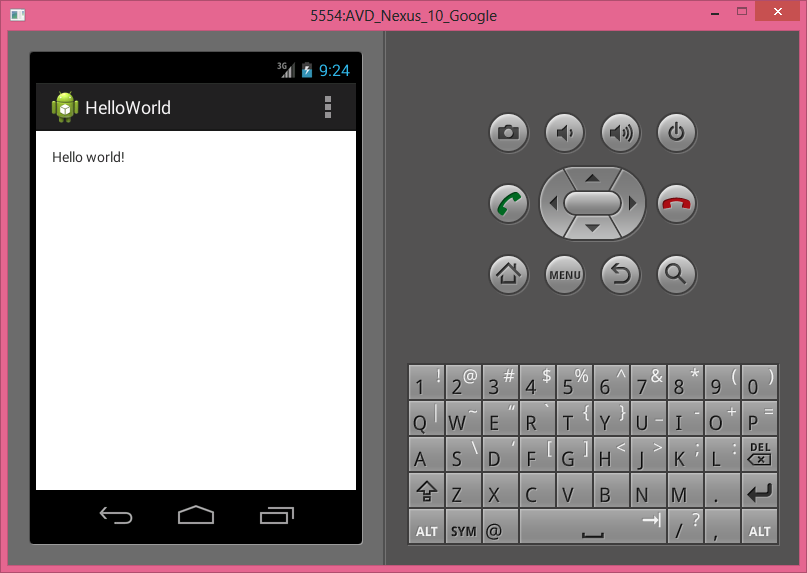 5554:AVD_Nexus_10_Google
3G 9:24
HelloWorld
Hello world!
MENU
1 ! 2 @ 3 # 4 $ 5 % 6 ^ 7 & 8 * 9 ( 0 )
Q | W ~ E “ R ` T { Y } U _ I - O + P =
A S \ D ‘ F [ G ] H < J > K ; L : DEL
Z X C V B N M .
ALT SYM @ / ? , ALT